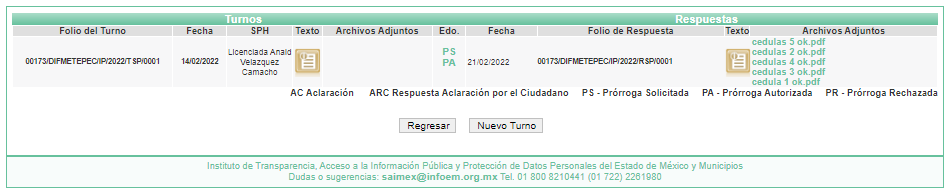 Turnos Respuestas
Folio del Turno Fecha SPH Texto Archivos Adjuntos Edo. Fecha Folio de Respuesta Texto Archivos Adjuntos
00173/DIFMETEPEC/IP/2022/TSP/0001 14/02/2022 Licenciada Anaid Velazquez Camacho PS PA 21/02/2022 00173/DIFMETEPEC/IP/2022/RSP/0001
cedulas 5 ok.pdf
cedulas 2 ok.pdf
cedulas 4 ok.pdf
cedulas 3 ok.pdf
cedula 1 ok.pdf
AC Aclaración ARC Respuesta Aclaración por el Ciudadano PS - Prórroga Solicitada PA - Prórroga Autorizada PR - Prórroga Rechazada
Regresar Nuevo Turno
Instituto de Transparencia, Acceso a la Información Pública y Protección de Datos Personales del Estado de México y Municipios
Dudas o sugerencias: saimex@infoem.org.mx Tel. 01 800 8210441 (01 722) 2261980